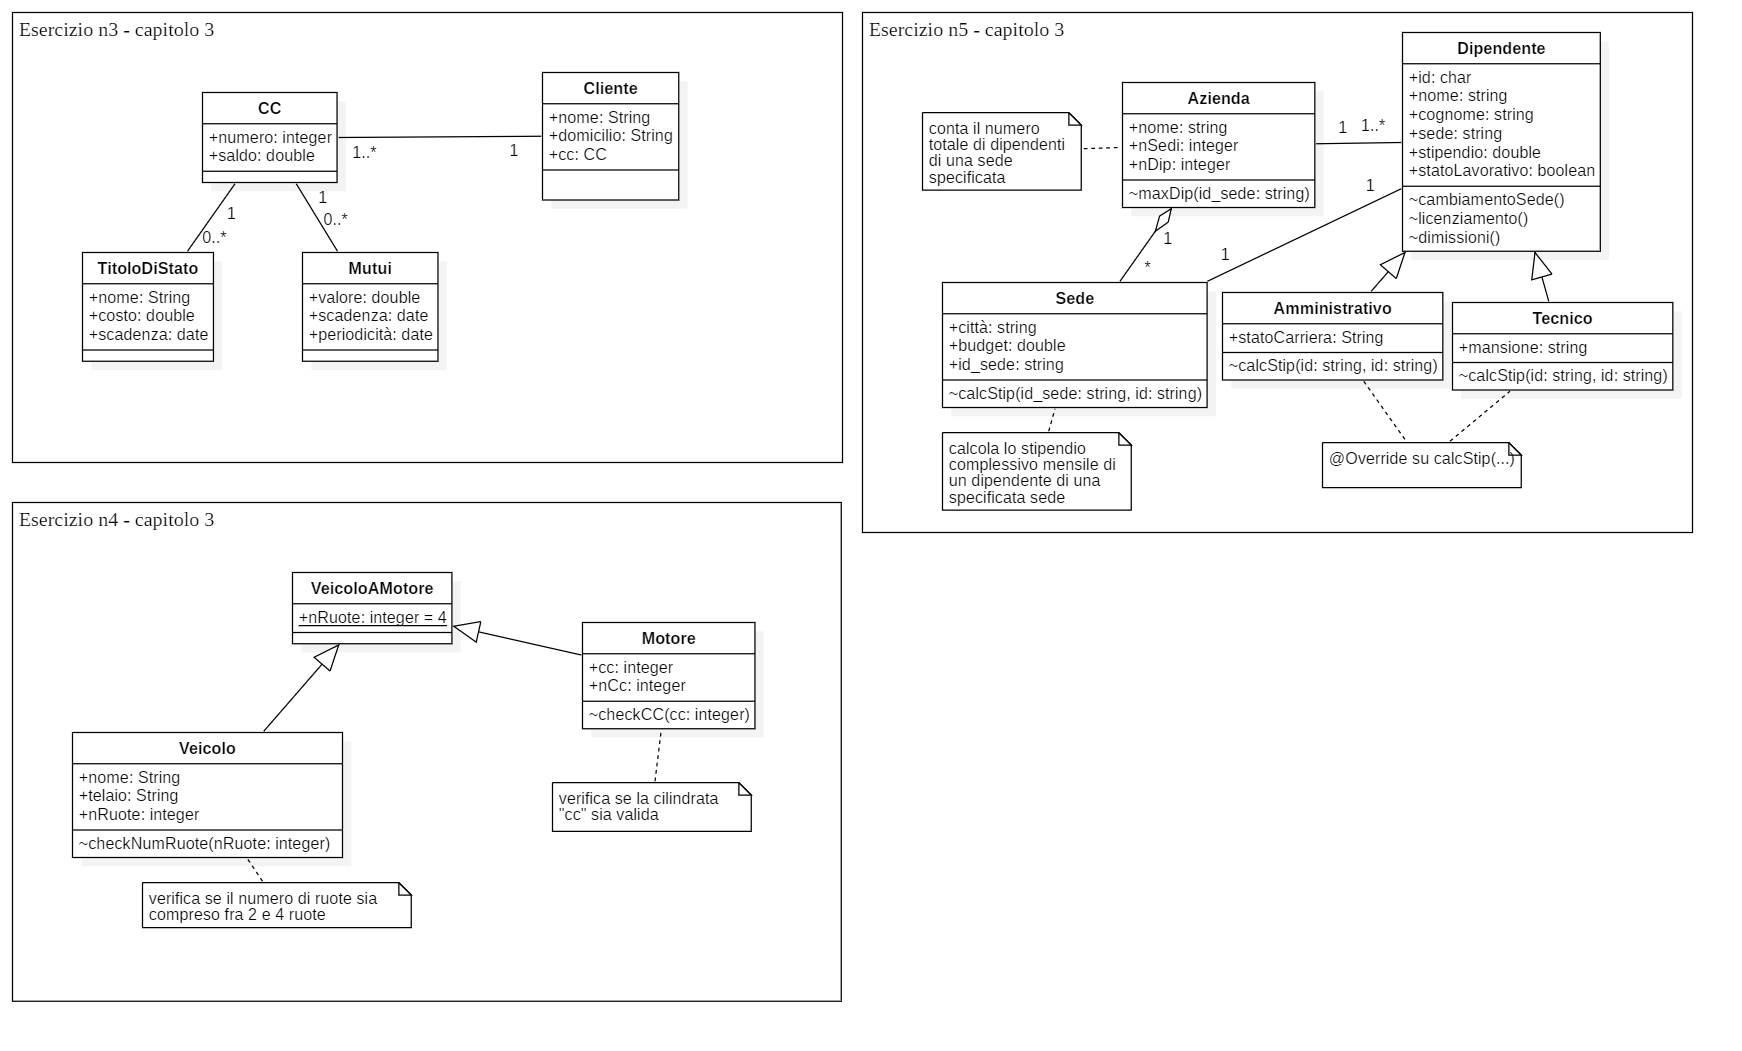 Esercizio n3 - capitolo 3
CC
+numero: integer
+saldo: double
1..*
1
Cliente
+nome: String
+domicilio: String
+cc: CC
1
0..*
1
0..*
TitoloDiStato
+nome: String
+costo: double
+scadenza: date
Mutui
+valore: double
+scadenza: date
+periodicità: date
Esercizio n4 - capitolo 3
VeicoloAMotore
+nRuote: integer = 4
Motore
+cc: integer
+nCc: integer
~checkCC(cc: integer)
verifica se la cilindrata
"cc" sia valida
Veicolo
+nome: String
+telaio: String
+nRuote: integer
~checkNumRuote(nRuote: integer)
verifica se il numero di ruote sia
compreso fra 2 e 4 ruote
Esercizio n5 - capitolo 3
conta il numero
totale di dipendenti
di una sede
specificata
Azienda
+nome: string
+nSedi: integer
+nDip: integer
~maxDip(id_sede: string)
1
1..*
Dipendente
+id: char
+nome: string
+cognome: string
+sede: string
+stipendio: double
+statoLavorativo: boolean
~cambiamentoSede()
~licenziamento()
~dimissioni()
1
1
1
*
Sede
+città: string
+budget: double
+id_sede: string
~calcStip(id_sede: string, id: string)
calcola lo stipendio
complessivo mensile di
un dipendente di una
specificata sede
Amministrativo
+statoCarriera: String
~calcStip(id: string, id: string)
Tecnico
+mansione: string
~calcStip(id: string, id: string)
@Override su calcStip(...)